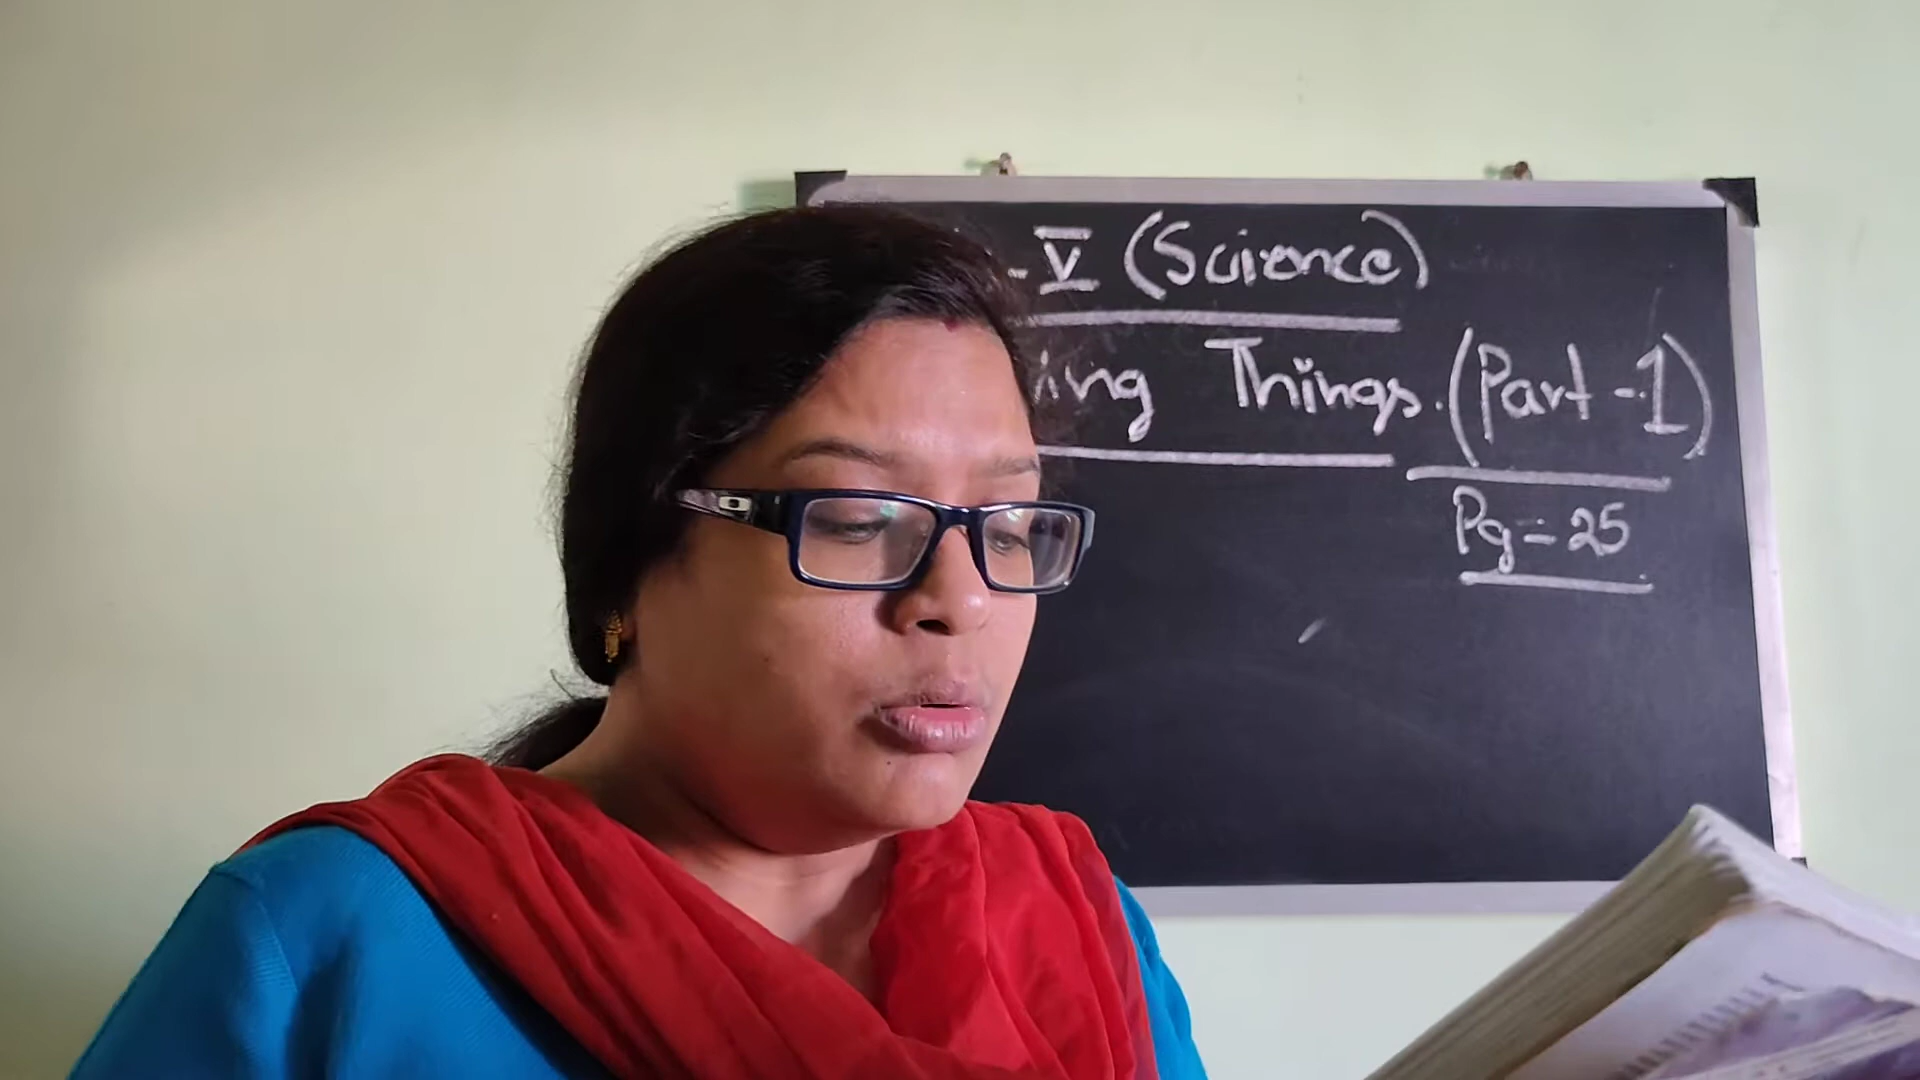 - V (Science)
Things. (Part - 1)
Pg = 25